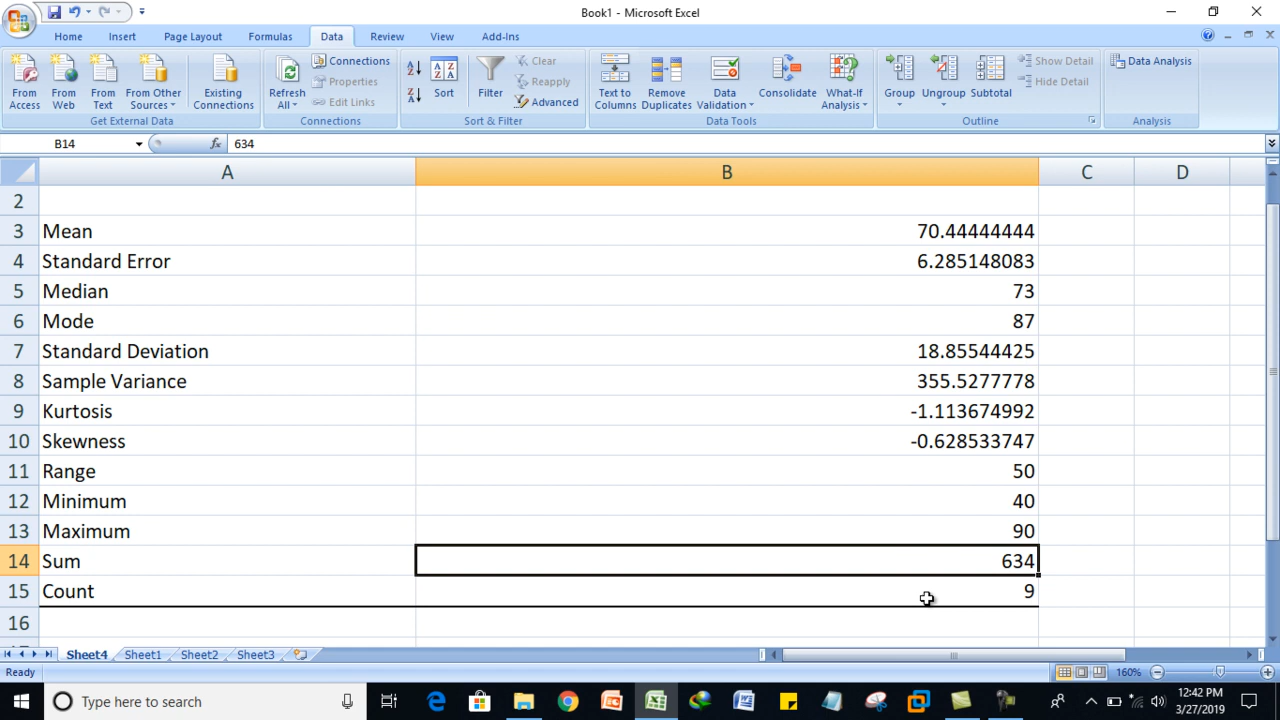 Book1 - Microsoft Excel
Home Insert Page Layout Formulas Data Review View Add-Ins
From Access
From Web
From Text
From Other Sources
Existing Connections
Get External Data
Refresh All
Connections
Properties
Edit Links
Connections
Sort
Filter
Clear
Reapply
Advanced
Sort & Filter
Text to Columns
Remove Duplicates
Data Validation
Consolidate
What-If Analysis
Data Tools
Group
Ungroup
Subtotal
Show Detail
Hide Detail
Outline
Data Analysis
Analysis
B14 fx 634
A B C D
2
3 Mean 70.44444444
4 Standard Error 6.285148083
5 Median 73
6 Mode 87
7 Standard Deviation 18.85544425
8 Sample Variance 355.5277778
9 Kurtosis -1.113674992
10 Skewness -0.628533747
11 Range 50
12 Minimum 40
13 Maximum 90
14 Sum 634
15 Count 9
16
Sheet4 Sheet1 Sheet2 Sheet3
Ready 160%
Type here to search
12:42 PM
3/27/2019